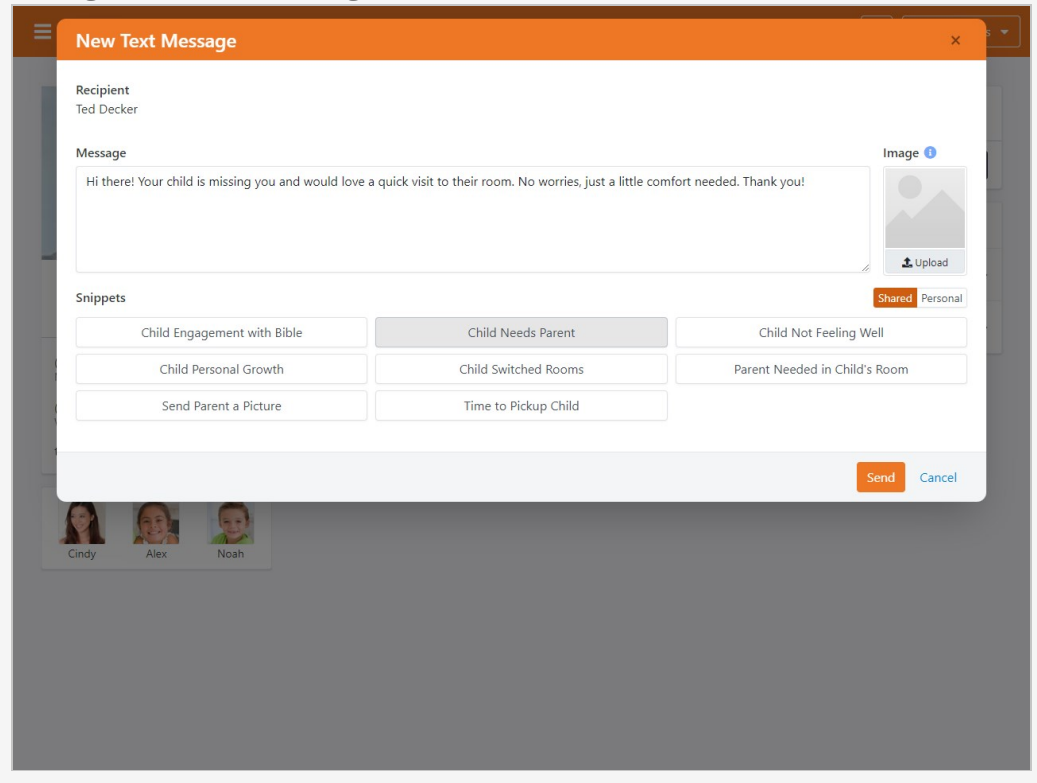 New Text Message
×
s
Recipient
Ted Decker
Message
Image
Hi there! Your child is missing you and would love a quick visit to their room. No worries, just a little comfort needed. Thank you!
Upload
Snippets
Shared Personal
Child Engagement with Bible
Child Needs Parent
Child Not Feeling Well
Child Personal Growth
Child Switched Rooms
Parent Needed in Child's Room
Send Parent a Picture
Time to Pickup Child
Send
Cancel
Cindy
Alex
Noah